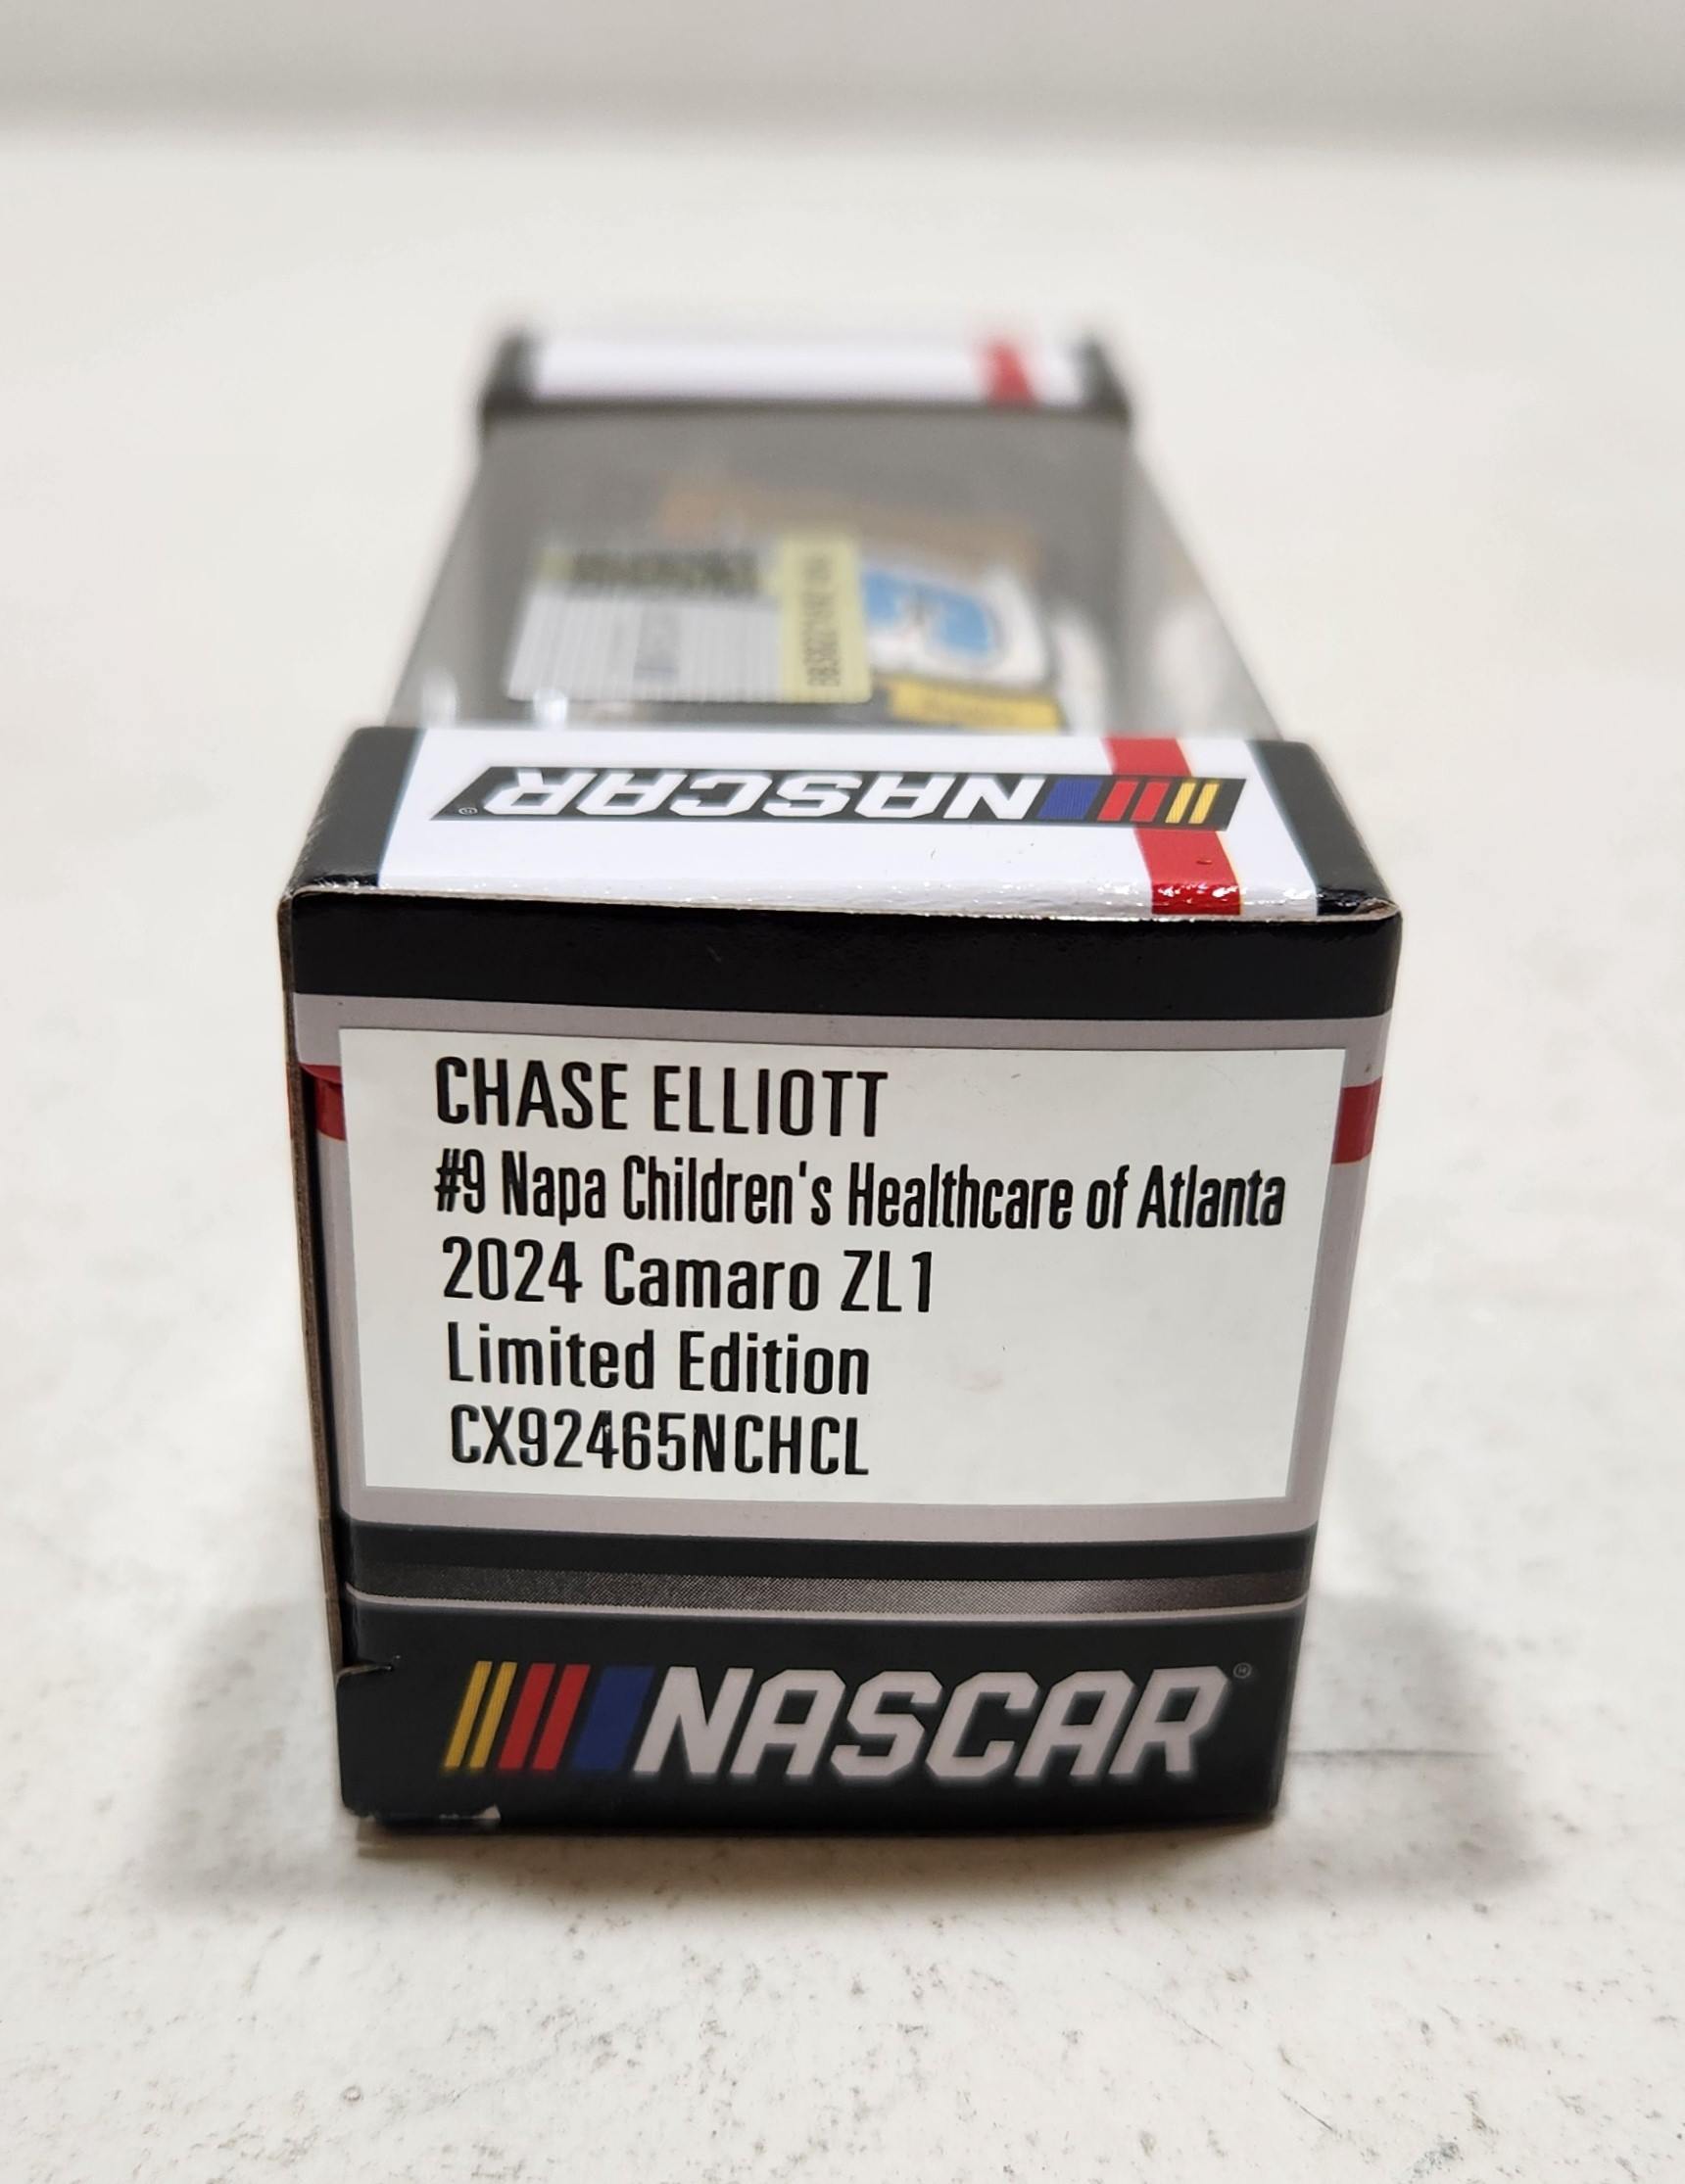 NASCAR
CHASE ELLIOTT
#9 Napa Children's Healthcare of Atlanta
2024 Camaro ZL1
Limited Edition
CX92465NCHCL
NASCAR